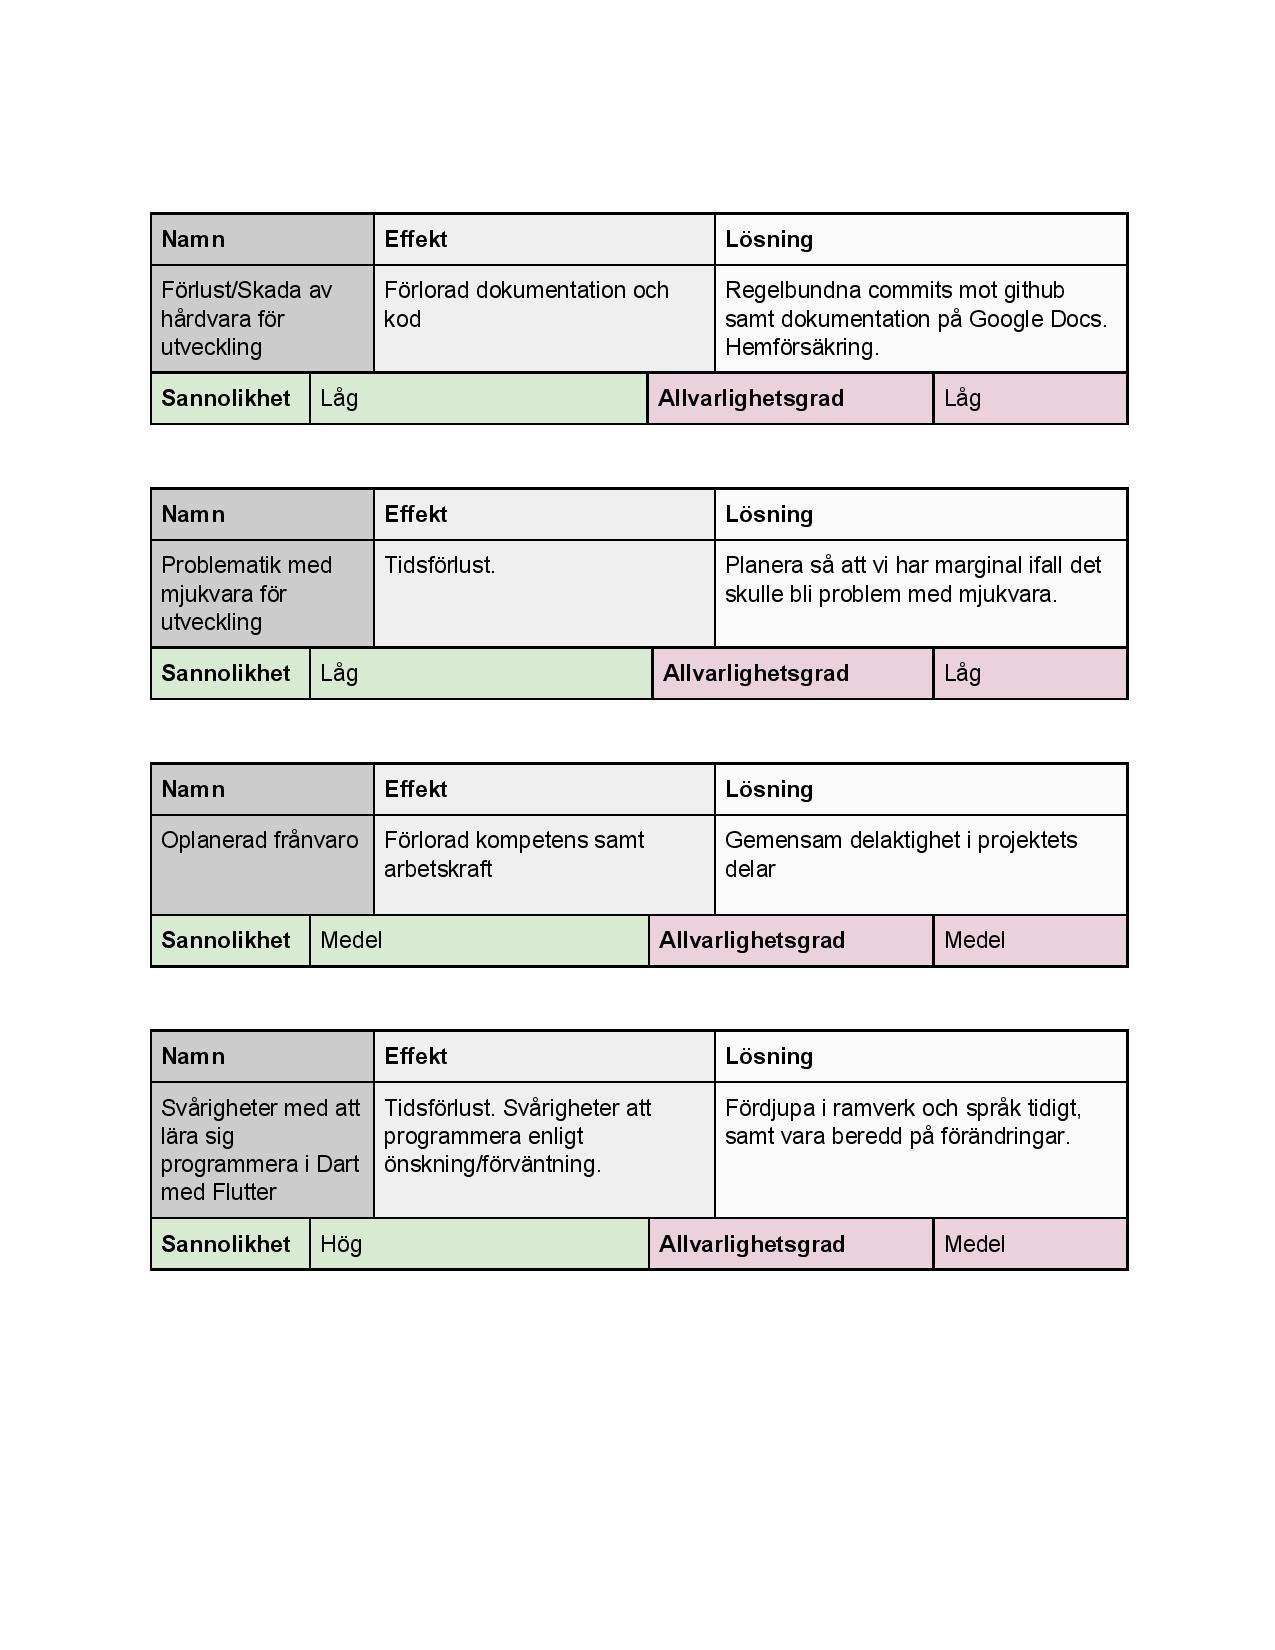 Namn Effekt Lösning
Förlust/Skada av hårdvara för utveckling
Förlorad dokumentation och kod
Regelbundna commits mot github samt dokumentation på Google Docs. Hemförsäkring.
Sannolikhet Låg Allvarlighetsgrad Låg
Namn Effekt Lösning
Problematik med mjukvara för utveckling
Tidsförlust.
Planera så att vi har marginal ifall det skulle bli problem med mjukvara.
Sannolikhet Låg Allvarlighetsgrad Låg
Namn Effekt Lösning
Oplanerad frånvaro
Förlorad kompetens samt arbetskraft
Gemensam delaktighet i projektets delar
Sannolikhet Medel Allvarlighetsgrad Medel
Namn Effekt Lösning
Svårigheter med att lära sig programmera i Dart med Flutter
Tidsförlust. Svårigheter att programmera enligt önskning/förväntning.
Fördjupa i ramverk och språk tidigt, samt vara beredd på förändringar.
Sannolikhet Hög Allvarlighetsgrad Medel